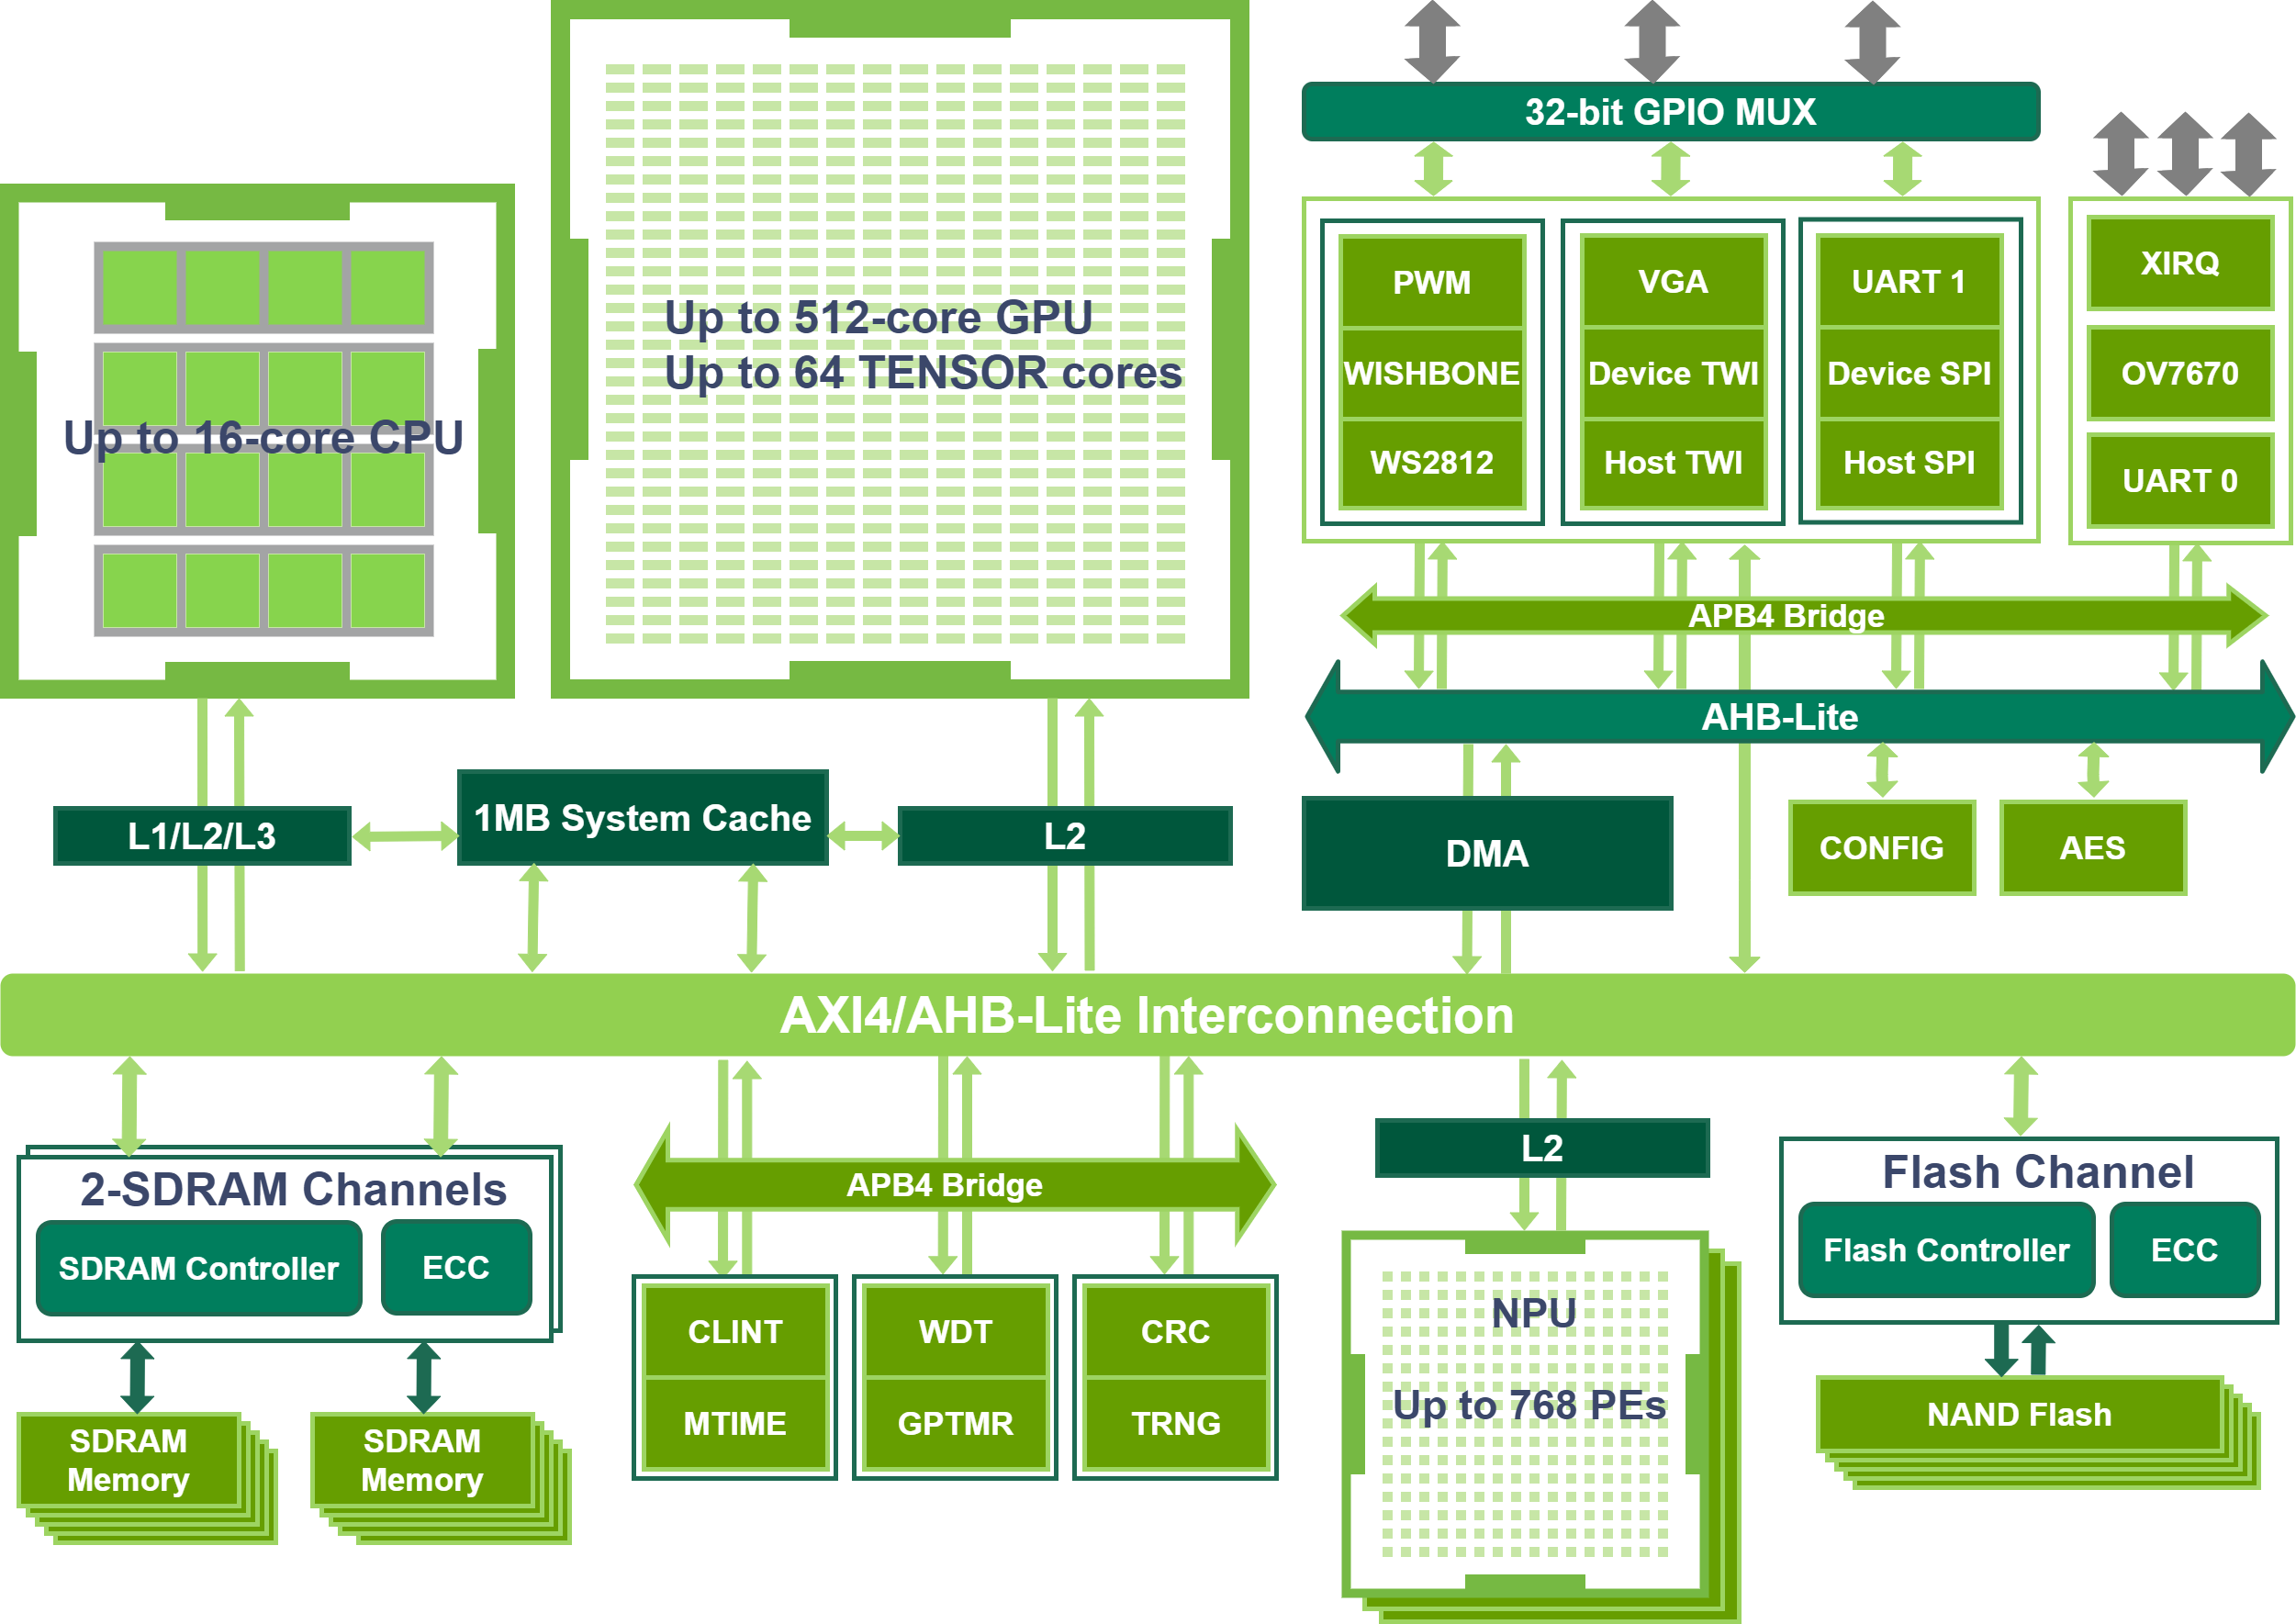 32-bit GPIO MUX
Up to 16-core CPU
Up to 512-core GPU
Up to 64 TENSOR cores
PWM
WISHBONE
WS2812
VGA
Device TWI
Host TWI
UART 1
Device SPI
Host SPI
XIRQ
OV7670
UART 0
APB4 Bridge
AHB-Lite
L1/L2/L3
1MB System Cache
L2
DMA
CONFIG
AES
AXI4/AHB-Lite Interconnection
2-SDRAM Channels
SDRAM Controller
ECC
SDRAM
Memory
SDRAM
Memory
APB4 Bridge
CLINT
MTIME
WDT
GPTMR
CRC
TRNG
L2
NPU
Up to 768 PEs
Flash Channel
Flash Controller
ECC
NAND Flash